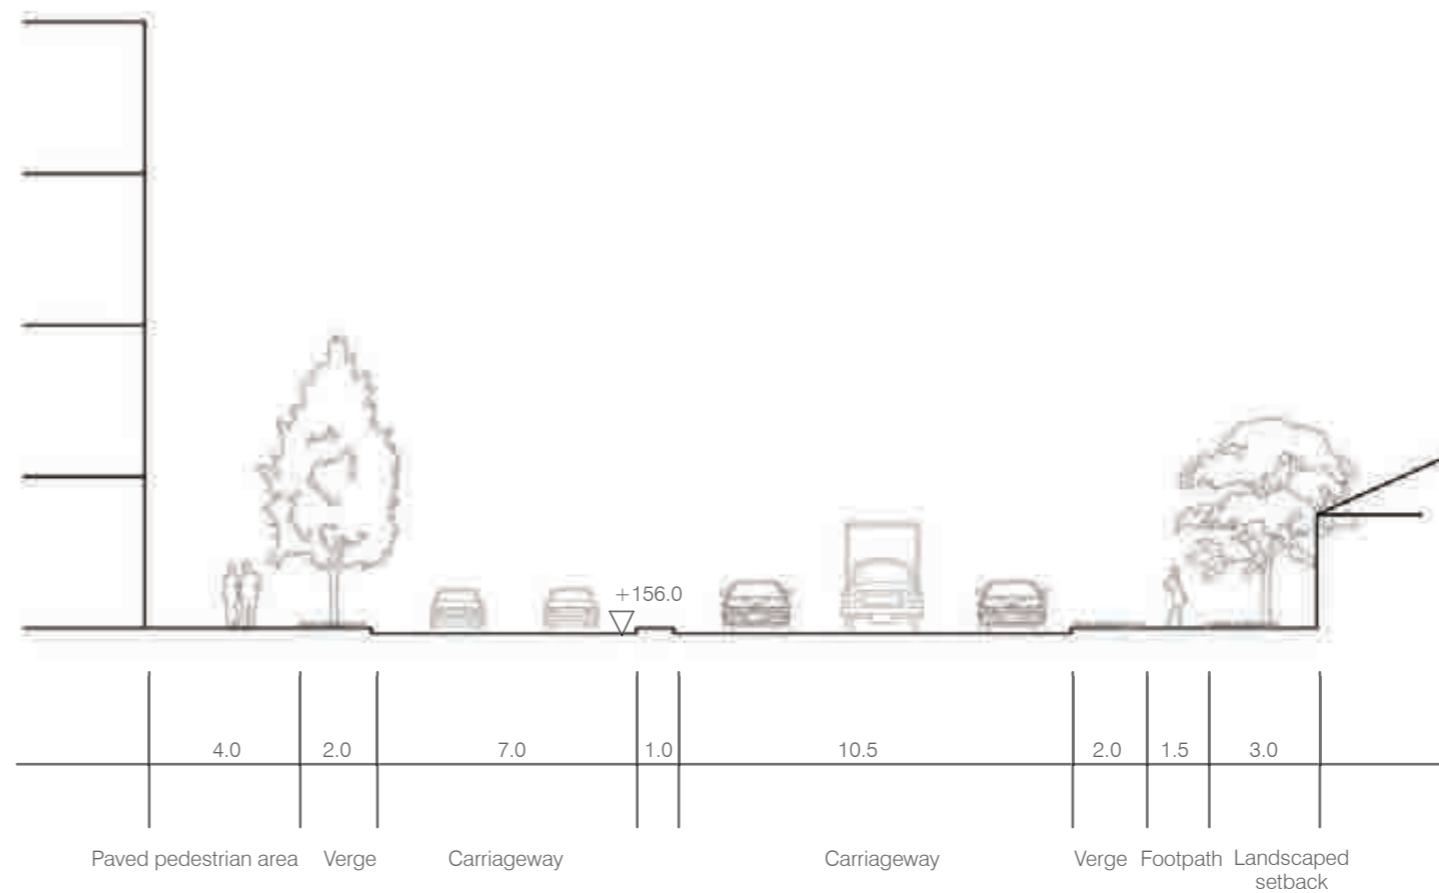 +156.0
4.0 2.0 7.0 1.0 10.5 2.0 1.5 3.0
Paved pedestrian area Verge Carriageway Carriageway Verge Footpath Landscaped
setback